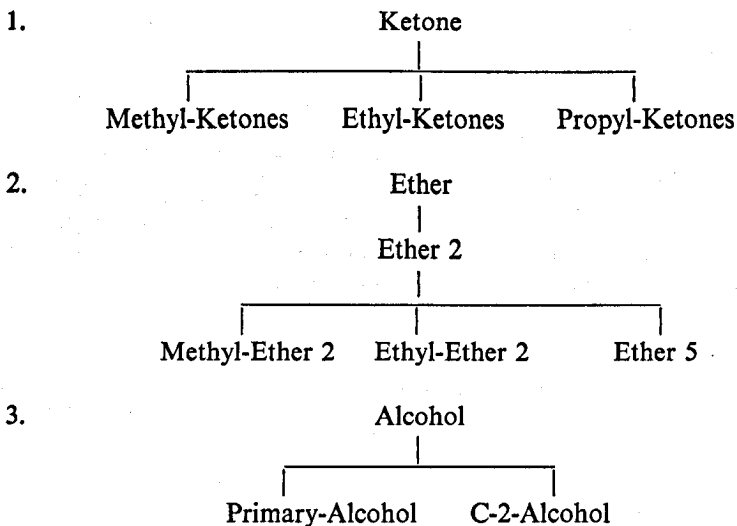 1. Ketone
Methyl-Ketones Ethyl-Ketones Propyl-Ketones
2. Ether
Ether 2
Methyl-Ether 2 Ethyl-Ether 2 Ether 5
3. Alcohol
Primary-Alcohol C-2-Alcohol